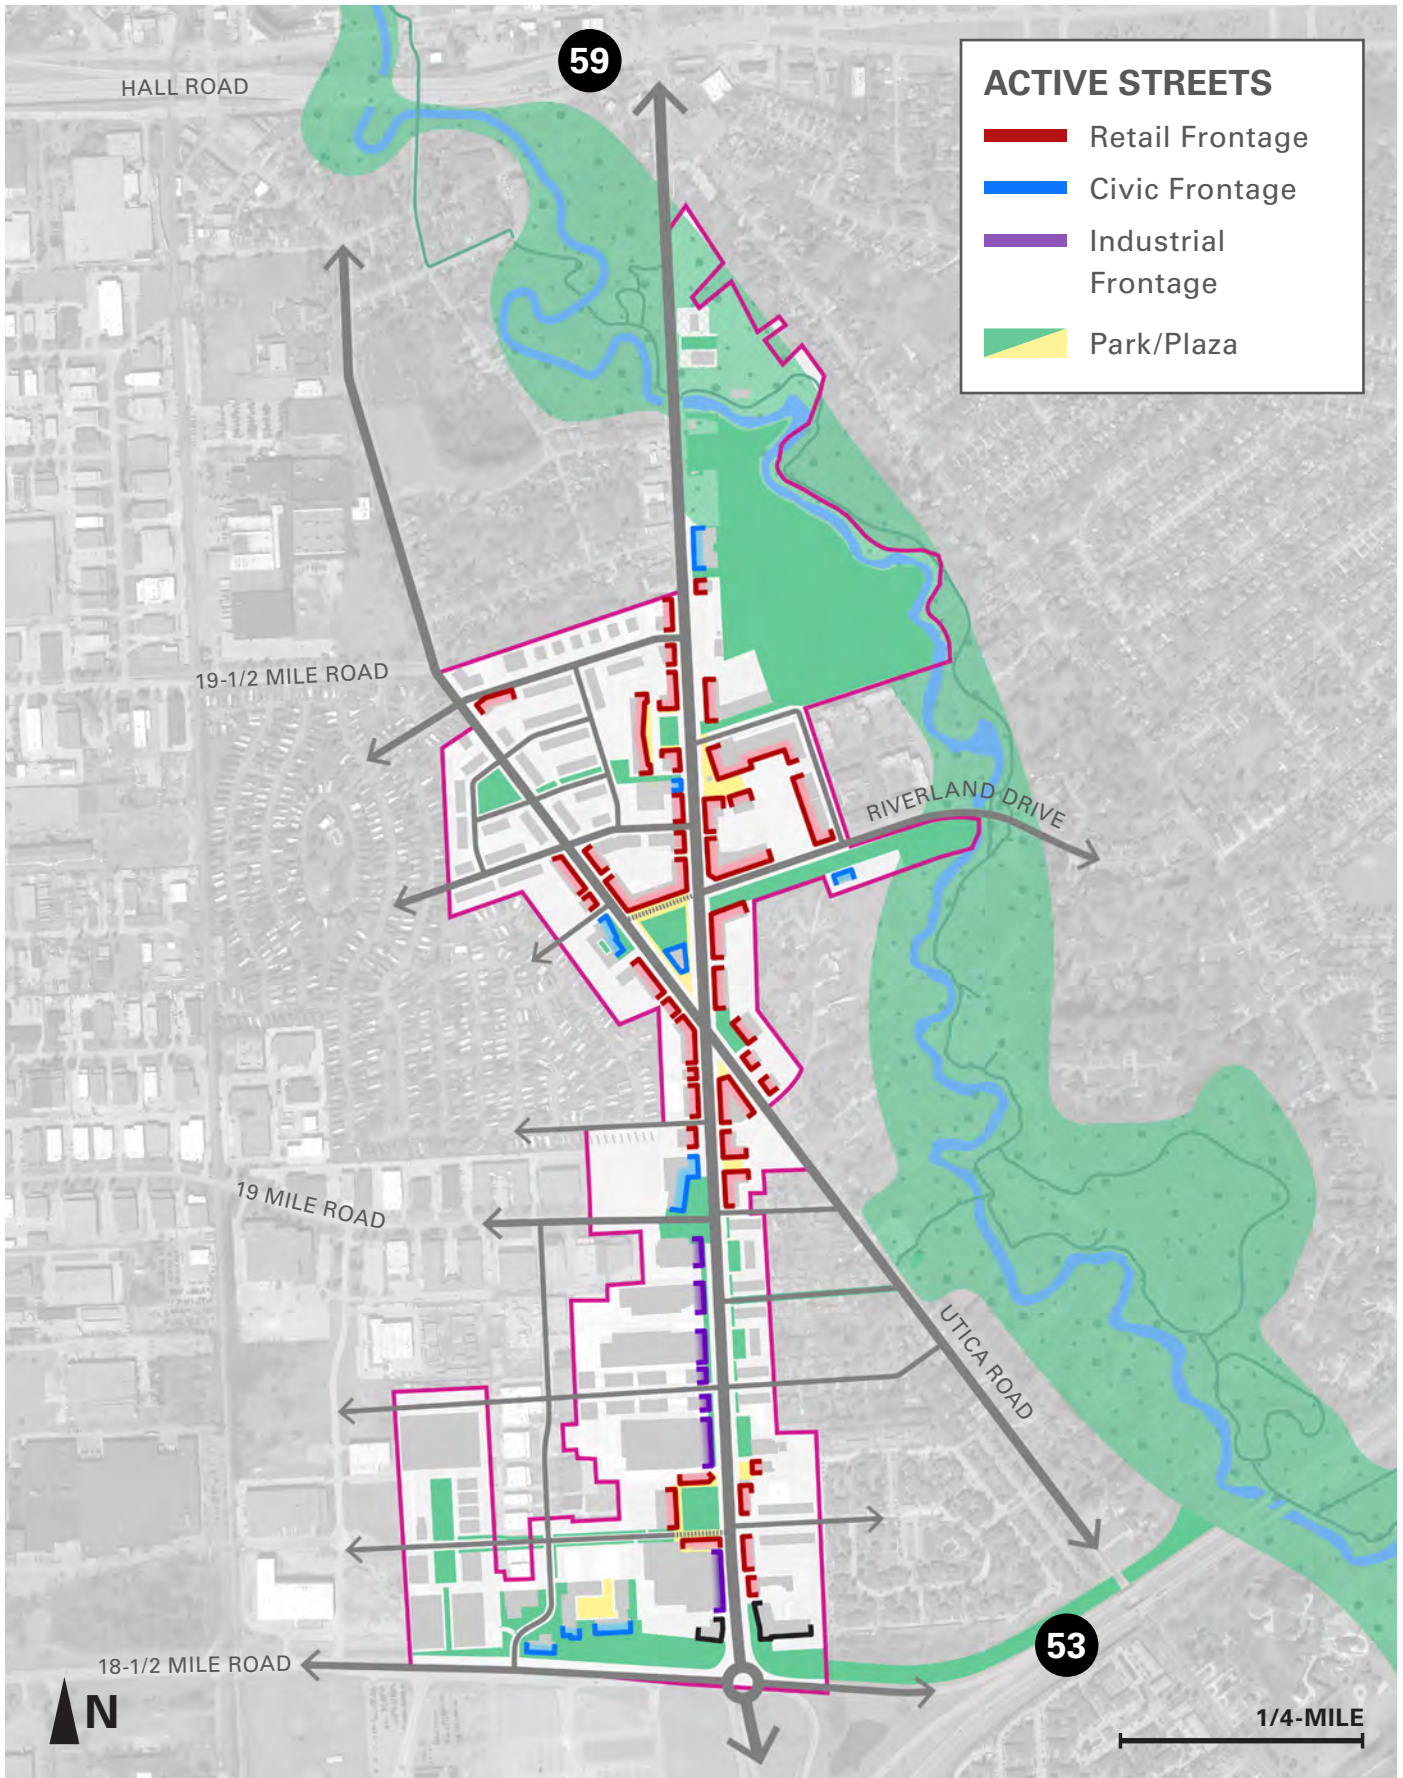 59
HALL ROAD
ACTIVE STREETS
Retail Frontage
Civic Frontage
Industrial
Frontage
Park/Plaza
19-1/2 MILE ROAD
RIVERLAND DRIVE
19 MILE ROAD
UTICA ROAD
53
18-1/2 MILE ROAD
N
1/4-MILE